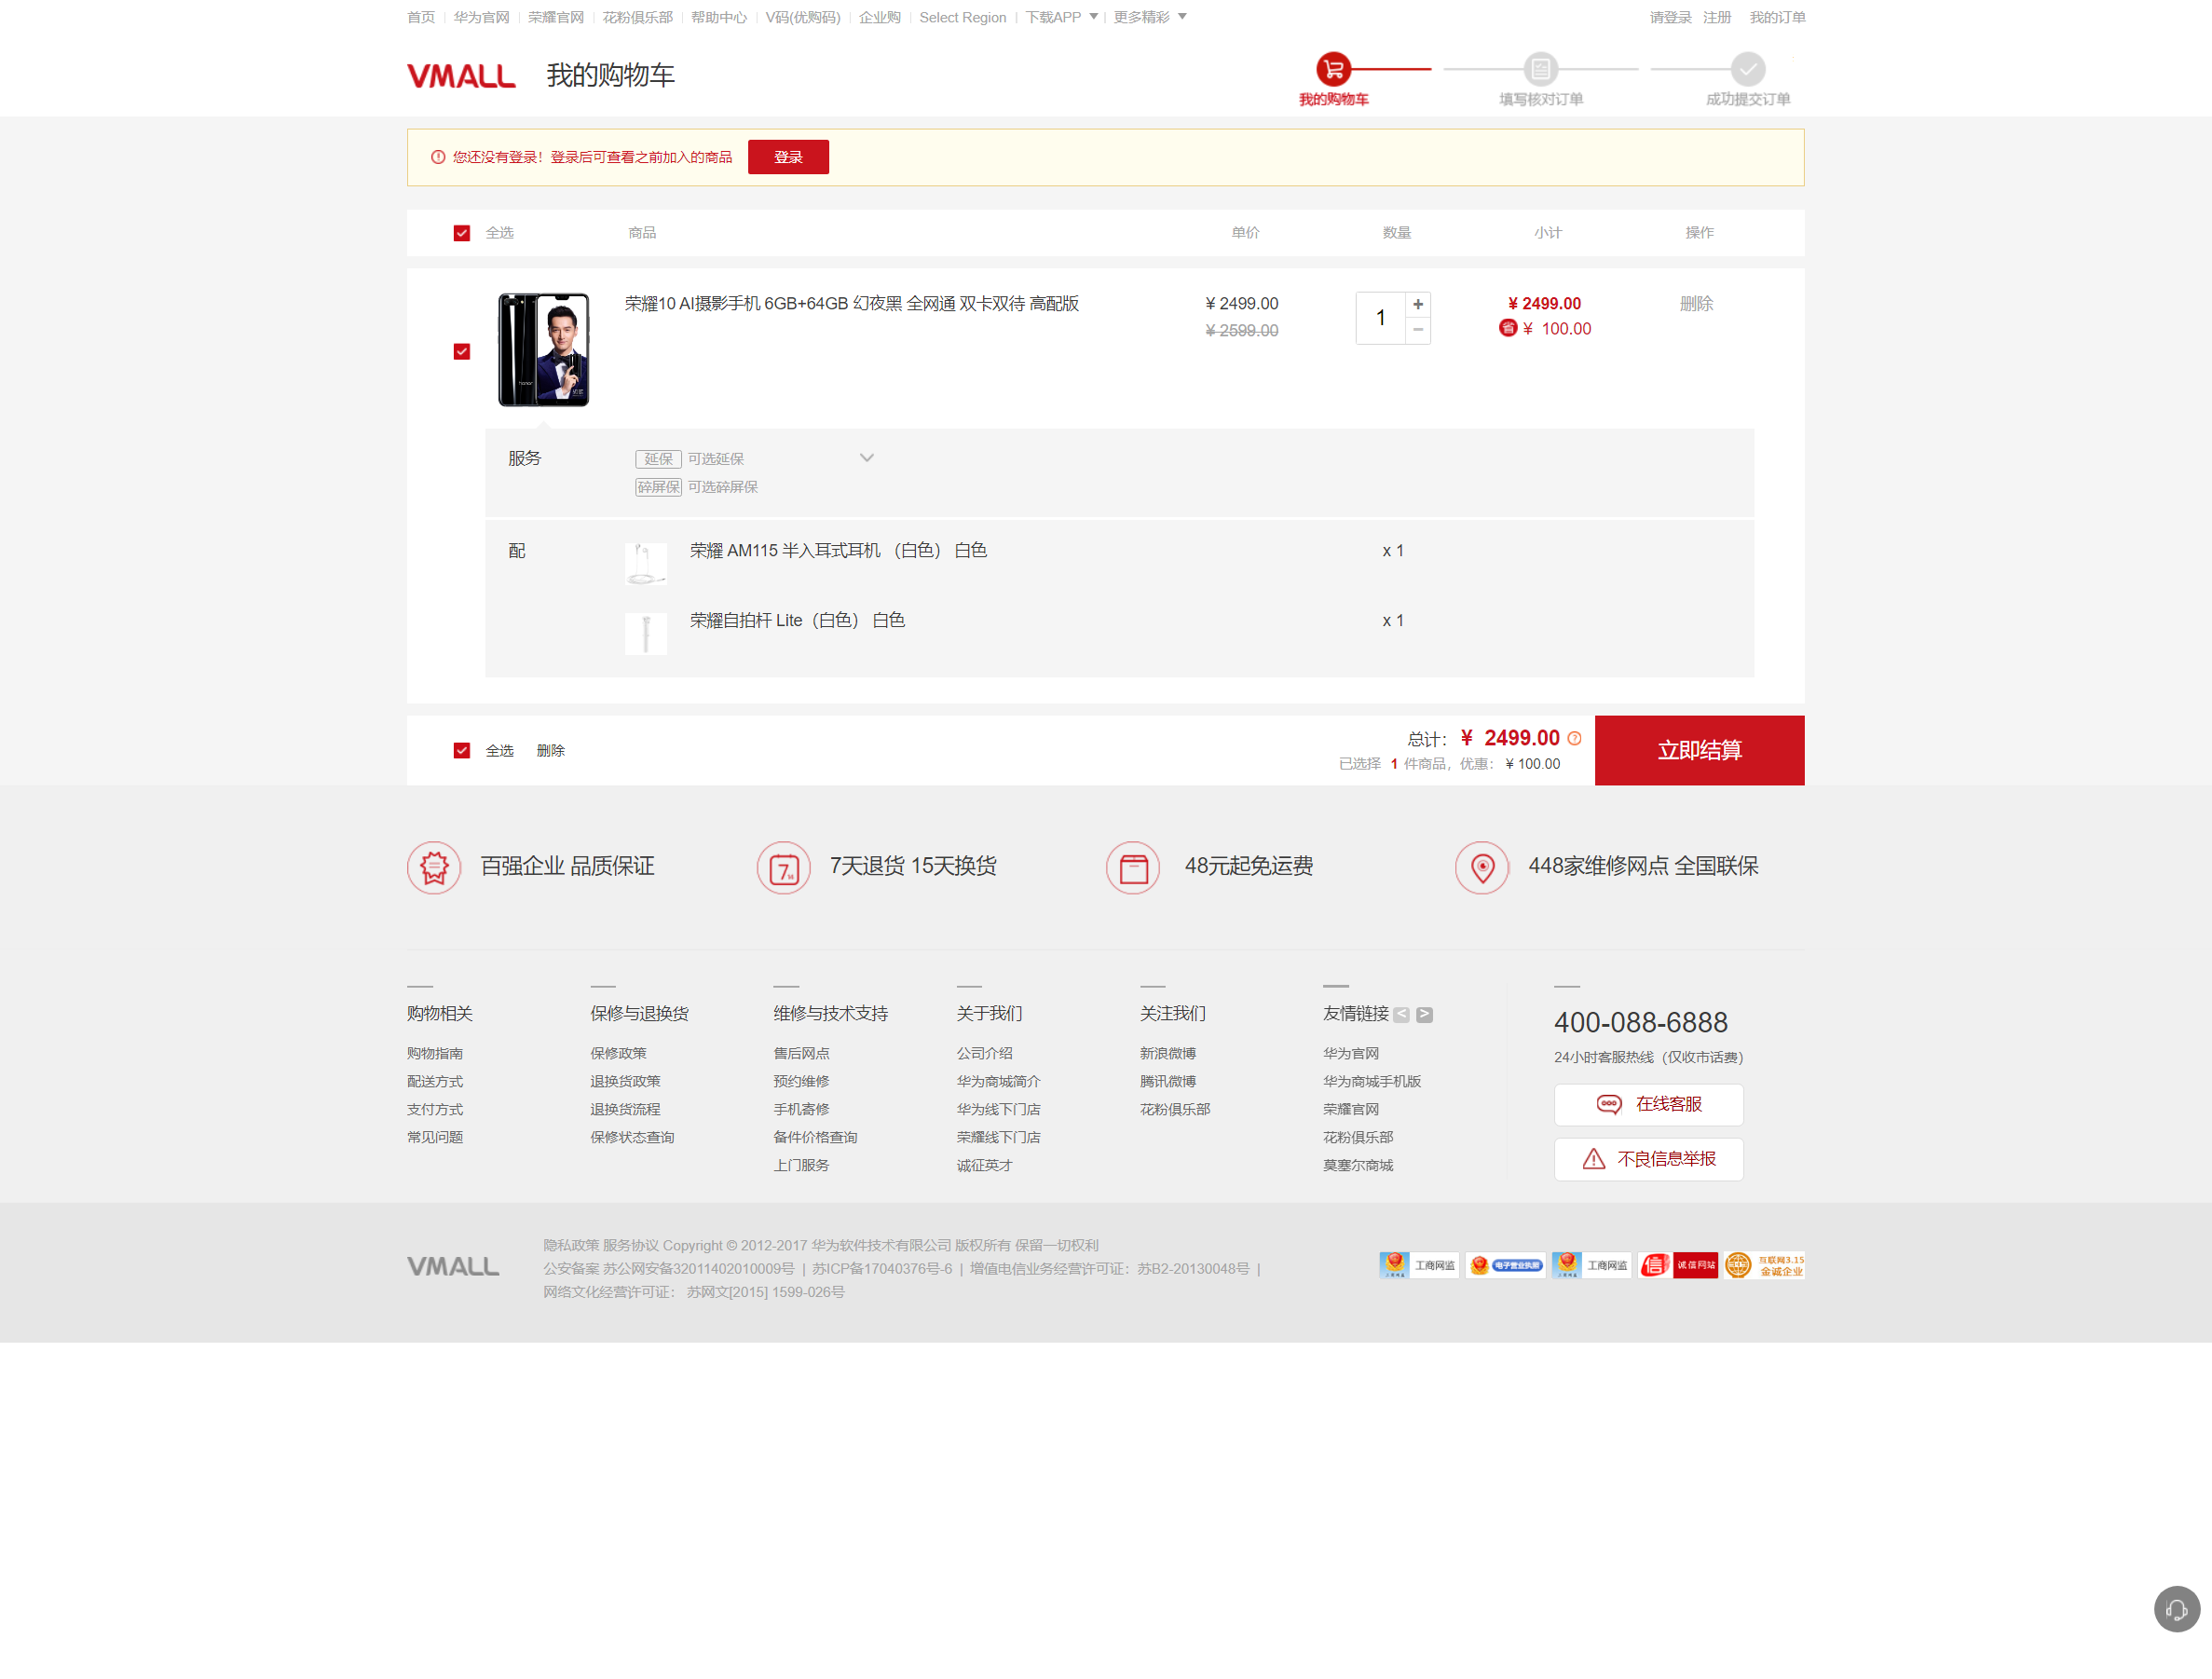 首页 华为官网 荣耀官网 花粉俱乐部 帮助中心 V码(优购码) 企业购 Select Region 下载APP 更多精彩 请登录 注册 我的订单
VMALL 我的购物车
我的购物车 填写核对订单 成功提交订单
您还没有登录！登录后可查看之前加入的商品 登录
全选 商品 单价 数量 小计 操作
荣耀10 AI摄影手机 6GB+64GB 幻夜黑 全网通 双卡双待 高配版 ¥ 2499.00 1 + ¥ 2499.00 删除
¥ 2599.00 − 省 ¥ 100.00
honor
服务 延保 可选延保
碎屏保 可选碎屏保
配 荣耀 AM115 半入耳式耳机 （白色） 白色 x 1
荣耀自拍杆 Lite（白色） 白色 x 1
全选 删除
总计： ¥ 2499.00 ?
已选择 1 件商品，优惠： ¥ 100.00
立即结算
百强企业 品质保证 7天退货 15天换货 48元起免运费 448家维修网点 全国联保
购物相关
购物指南
配送方式
支付方式
常见问题
保修与退换货
保修政策
退换货政策
退换货流程
保修状态查询
维修与技术支持
售后网点
预约维修
手机寄修
备件价格查询
上门服务
关于我们
公司介绍
华为商城简介
华为线下门店
荣耀线下门店
诚征英才
关注我们
新浪微博
腾讯微博
花粉俱乐部
友情链接 < >
华为官网
华为商城手机版
荣耀官网
花粉俱乐部
莫塞尔商城
400-088-6888
24小时客服热线（仅收市话费）
在线客服
不良信息举报
VMALL
隐私政策 服务协议 Copyright © 2012-2017 华为软件技术有限公司 版权所有 保留一切权利
公安备案 苏公网安备32011402010009号 | 苏ICP备17040376号-6 | 增值电信业务经营许可证：苏B2-20130048号 |
网络文化经营许可证： 苏网文[2015] 1599-026号
工商网监 电子营业执照 工商网监 信 诚信网站 互联网3.15
金诚企业